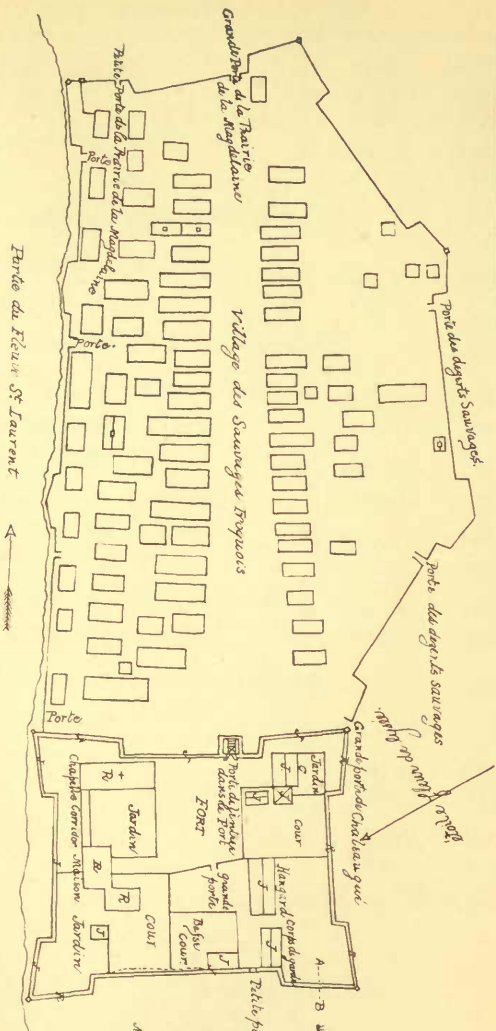 Grande Porte de la Prairie
de la Magdelaine
Petite Porte de la Prairie de la Magdelaine
Porte
Porte.
Porte
Village des Sauvages Iroquois
Porte des dezerts Sauvages.
Porte des dezerts sauvages
Partie du Fleuve St. Laurent
Grande porte de Chateaugué
Jardin
G
J
Porte d'entrée
dans le Fort
FORT
Cour
Hangard
J
Corps de garde
J
A
B
grande
porte
Basse
Cour
J
Cour
Jardin
R
R
R
J
Chapelle
Corridor
Maison
Jardin